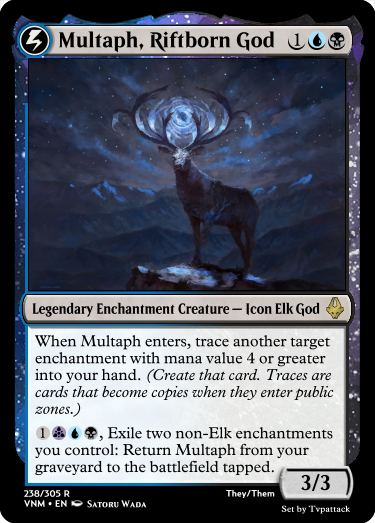 Multaph, Riftborn God 1
Legendary Enchantment Creature — Icon Elk God
When Multaph enters, trace another target
enchantment with mana value 4 or greater
into your hand. (Create that card. Traces are
cards that become copies when they enter public
zones.)
1, Exile two non-Elk enchantments
you control: Return Multaph from your
graveyard to the battlefield tapped.
3/3
238/305 R They/Them
VNM • EN Satoru Wada Set by Tvpattack